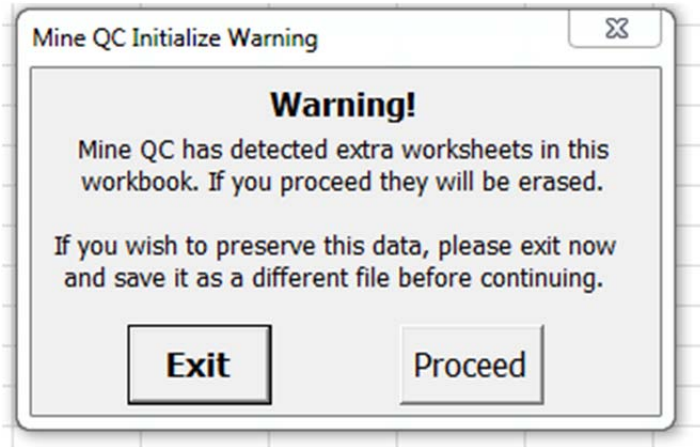 Mine QC Initialize Warning
Warning!
Mine QC has detected extra worksheets in this
workbook. If you proceed they will be erased.
If you wish to preserve this data, please exit now
and save it as a different file before continuing.
Exit Proceed